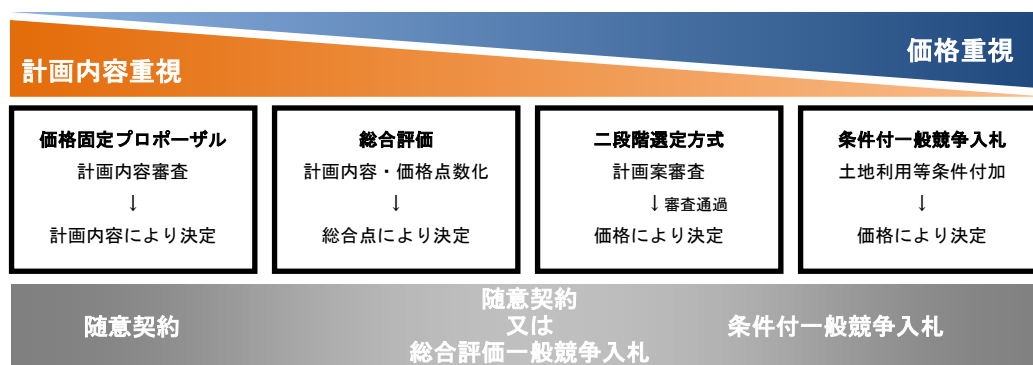 価格重視
計画内容重視
価格固定プロポーザル
計画内容審査
↓
計画内容により決定
総合評価
計画内容・価格点数化
↓
総合点により決定
二段階選定方式
計画案審査
↓審査通過
価格により決定
条件付一般競争入札
土地利用等条件付加
↓
価格により決定
随意契約
随意契約
又は
総合評価一般競争入札
条件付一般競争入札